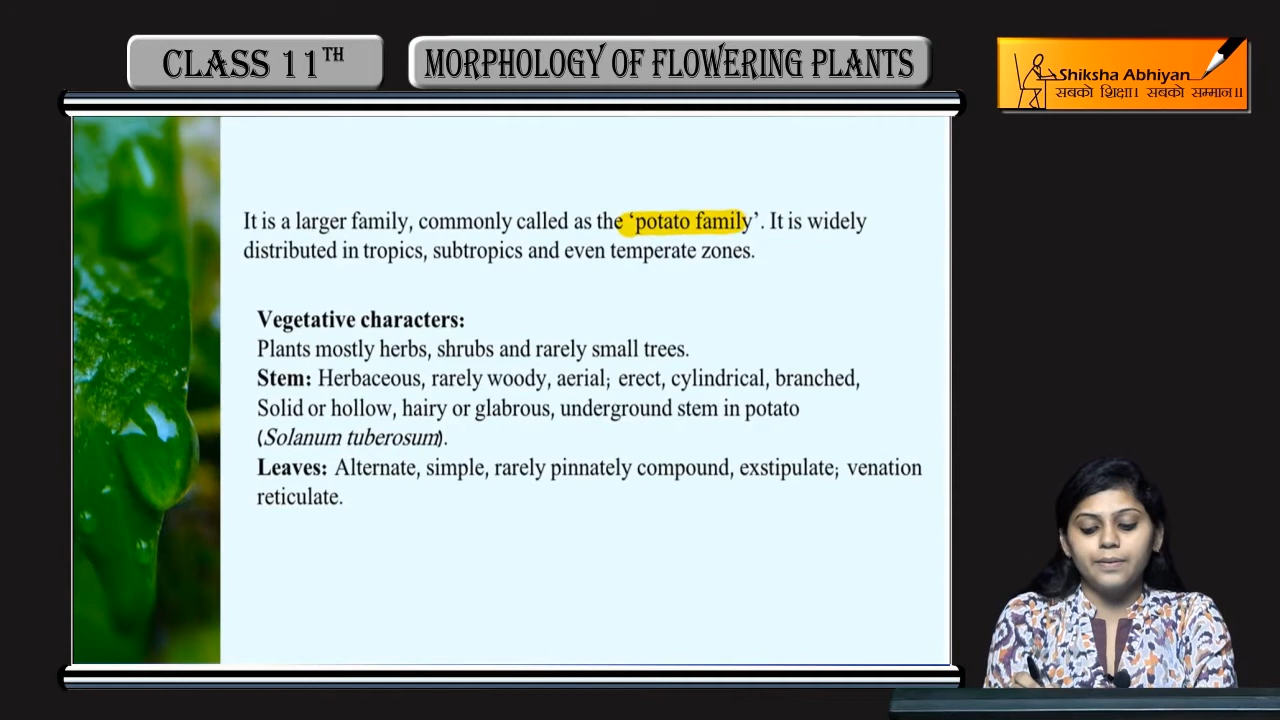 CLASS 11TH
MORPHOLOGY OF FLOWERING PLANTS
Shiksha Abhiyan
सबको शिक्षा। सबको सम्मान॥
It is a larger family, commonly called as the ‘potato family’. It is widely
distributed in tropics, subtropics and even temperate zones.
Vegetative characters:
Plants mostly herbs, shrubs and rarely small trees.
Stem: Herbaceous, rarely woody, aerial; erect, cylindrical, branched,
Solid or hollow, hairy or glabrous, underground stem in potato
(Solanum tuberosum).
Leaves: Alternate, simple, rarely pinnately compound, exstipulate; venation
reticulate.